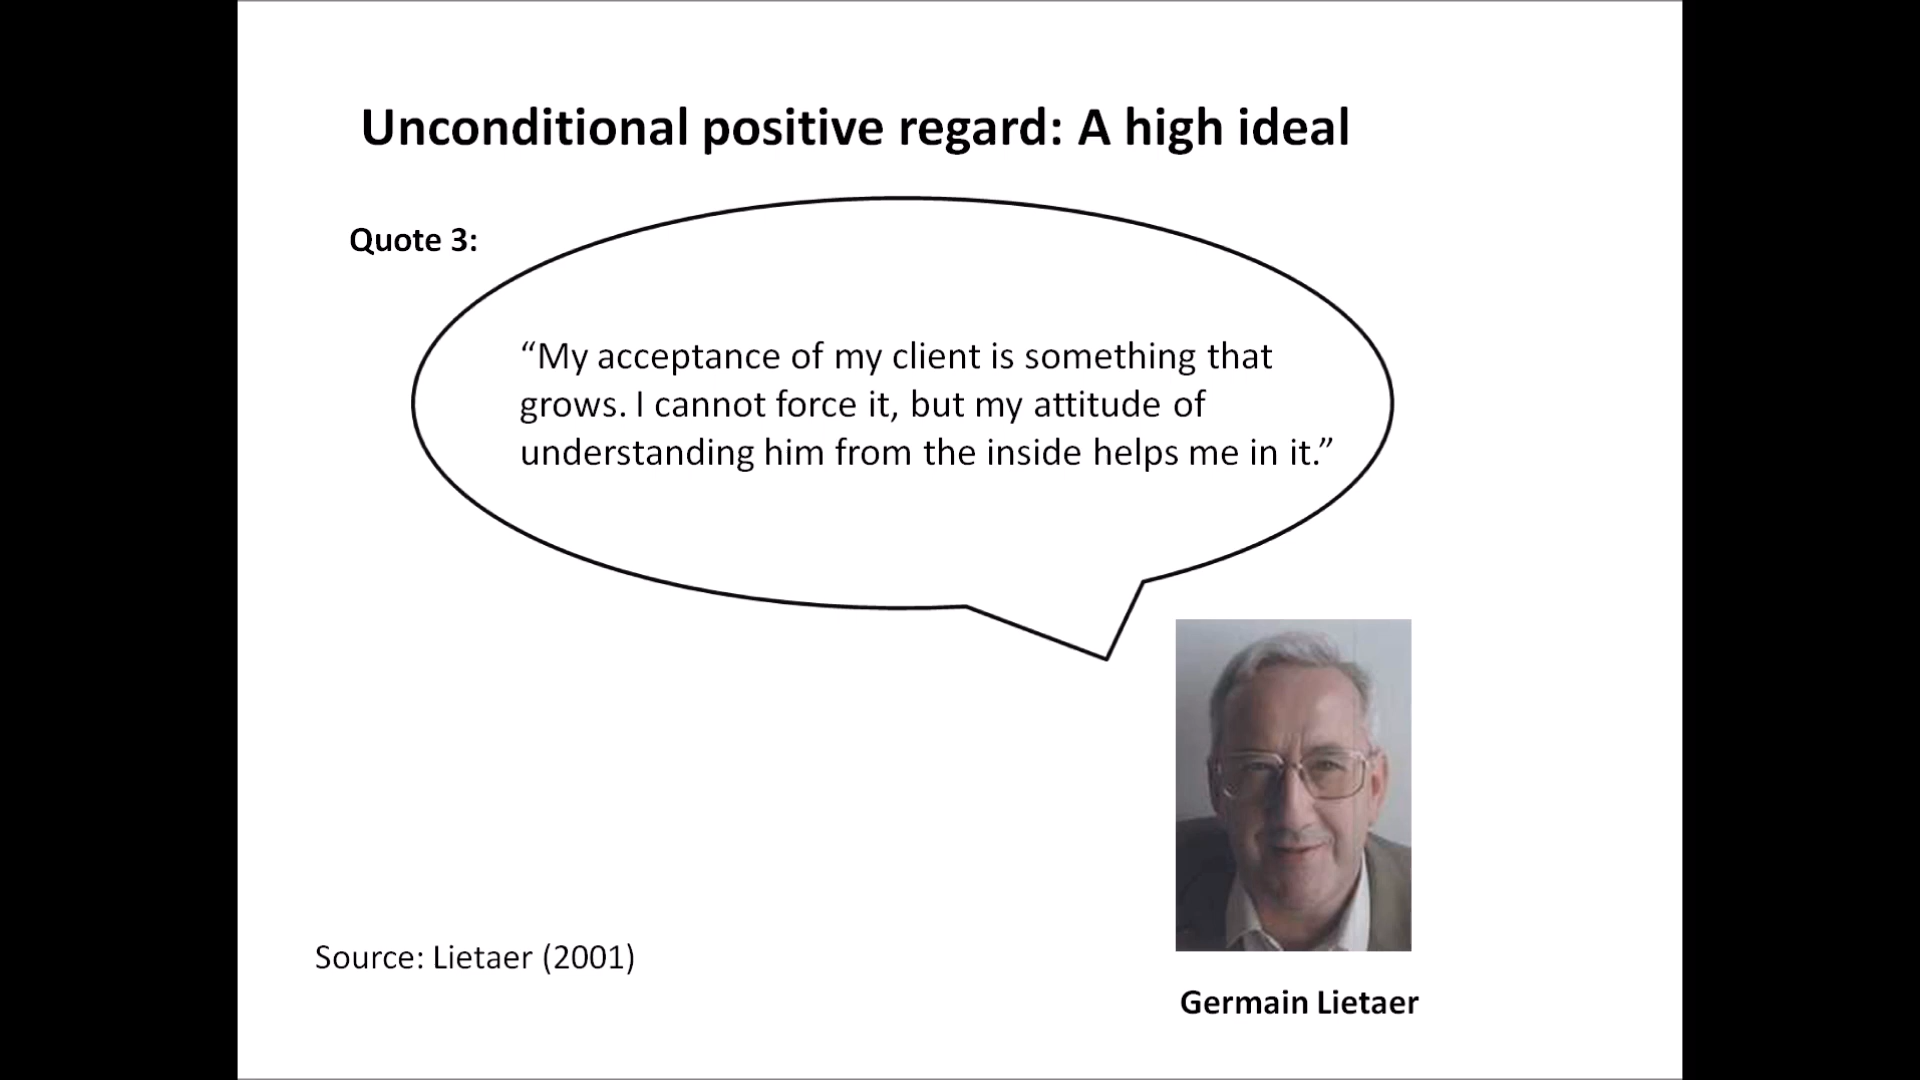 Unconditional positive regard: A high ideal
Quote 3:
“My acceptance of my client is something that
grows. I cannot force it, but my attitude of
understanding him from the inside helps me in it.”
Source: Lietaer (2001)
Germain Lietaer